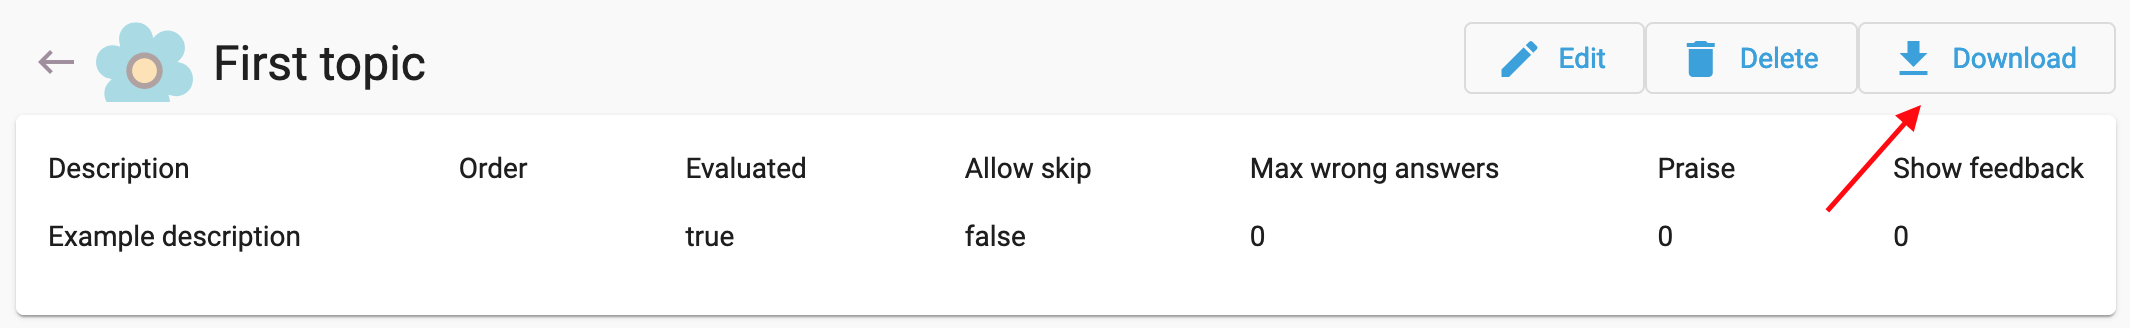 First topic
Edit Delete Download
Description Order Evaluated Allow skip Max wrong answers Praise Show feedback
Example description true false 0 0 0